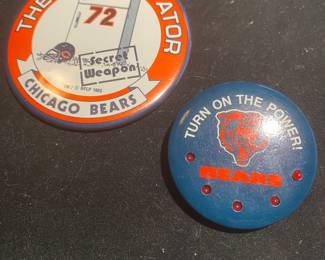 THE
ATOR
72
Secret
Weapon
CHICAGO BEARS
TURN ON THE POWER!
BEARS